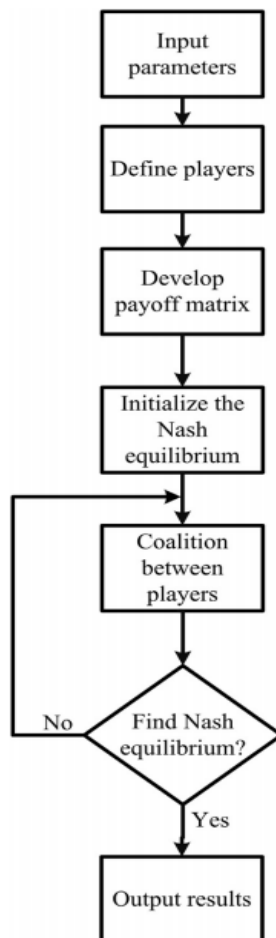 Input
parameters
Define players
Develop
payoff matrix
Initialize the
Nash
equilibrium
Coalition
between
players
Find Nash
equilibrium?
No
Yes
Output results